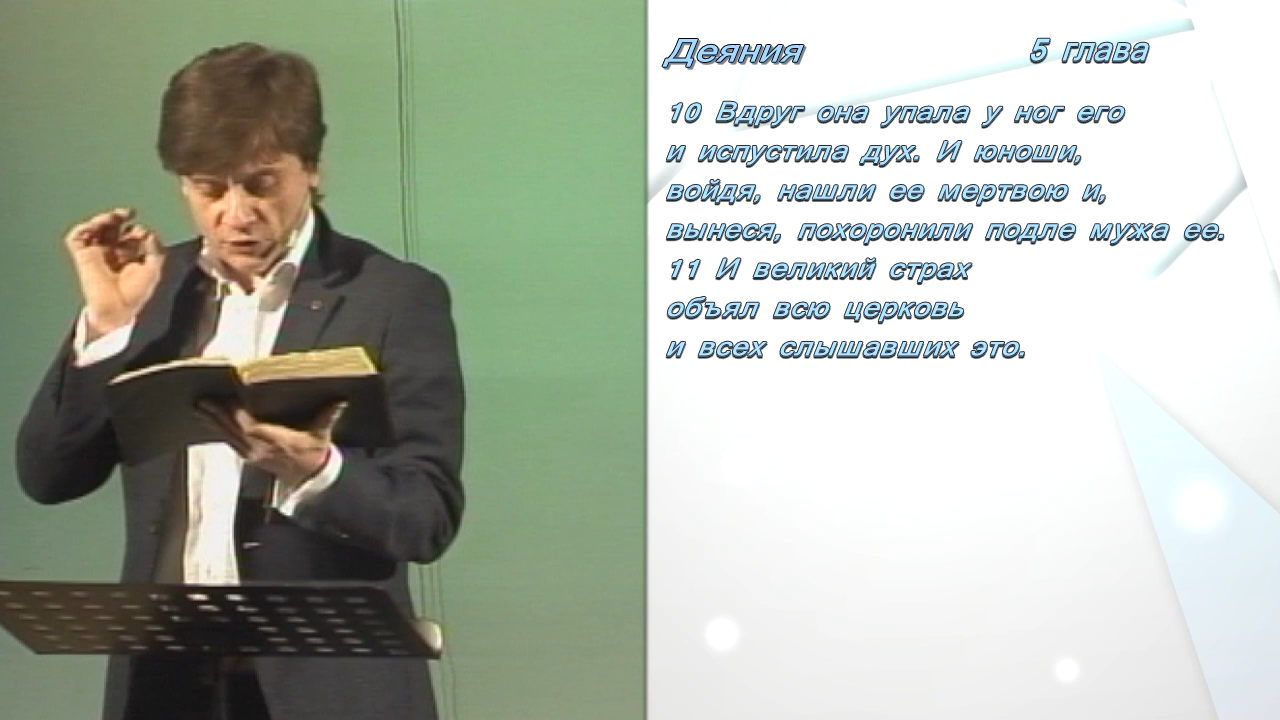 Деяния 5 глава
10 Вдруг она упала у ног его
и испустила дух. И юноши,
войдя, нашли ее мертвою и,
вынеся, похоронили подле мужа ее.
11 И великий страх
объял всю церковь
и всех слышавших это.